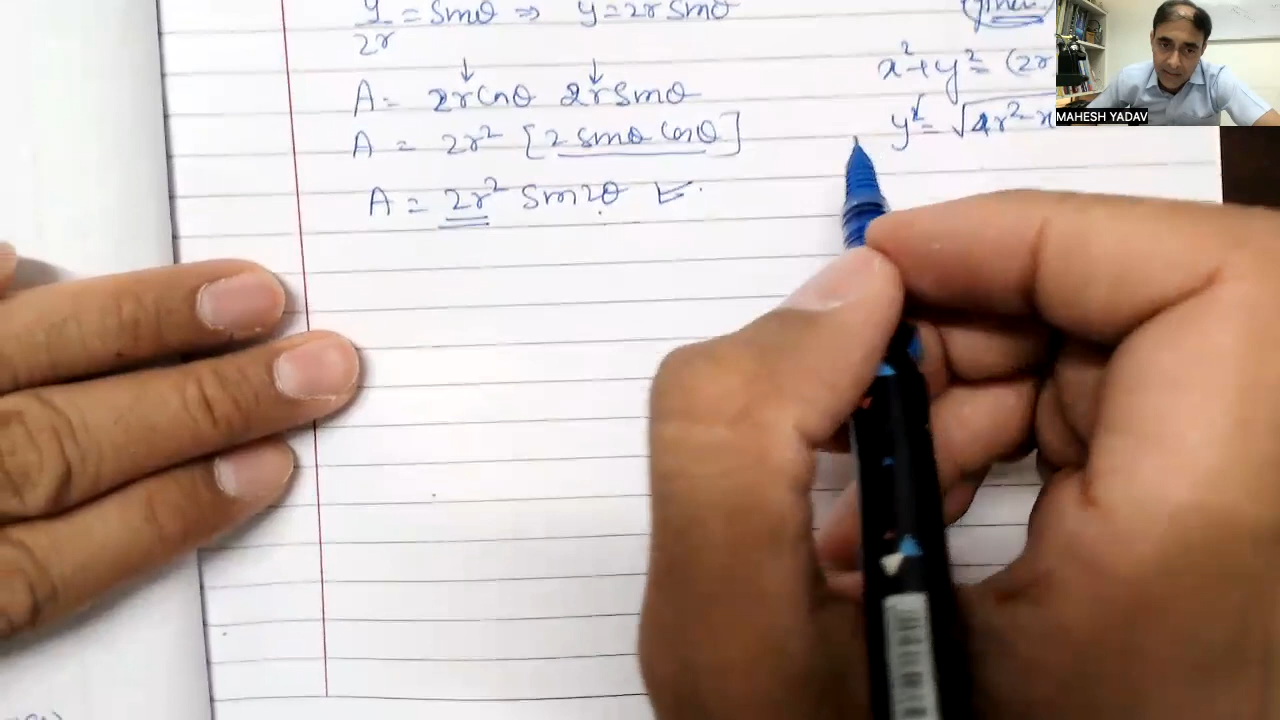 y/2r = Sinθ ⇒ y = 2r Sinθ
A = 2r Cosθ 2r Sinθ
A = 2r² [2 Sinθ Cosθ]
A = 2r² Sin2θ
(given)
x² + y² = (2r
y = √4r² - x
MAHESH YADAV